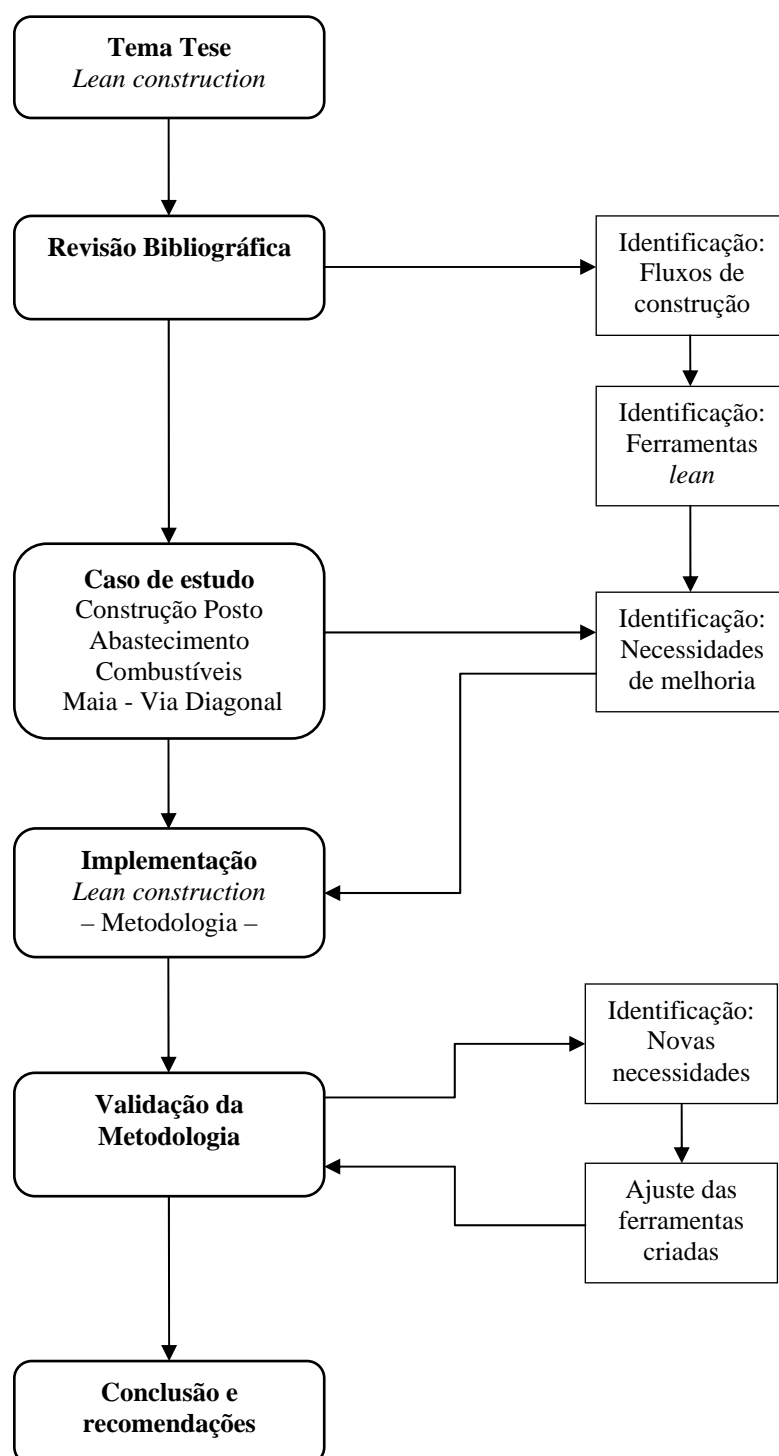 Tema Tese
Lean construction
Revisão Bibliográfica
Identificação:
Fluxos de
construção
Identificação:
Ferramentas
lean
Caso de estudo
Construção Posto
Abastecimento
Combustíveis
Maia - Via Diagonal
Identificação:
Necessidades
de melhoria
Implementação
Lean construction
– Metodologia –
Identificação:
Novas
necessidades
Validação da
Metodologia
Ajuste das
ferramentas
criadas
Conclusão e
recomendações